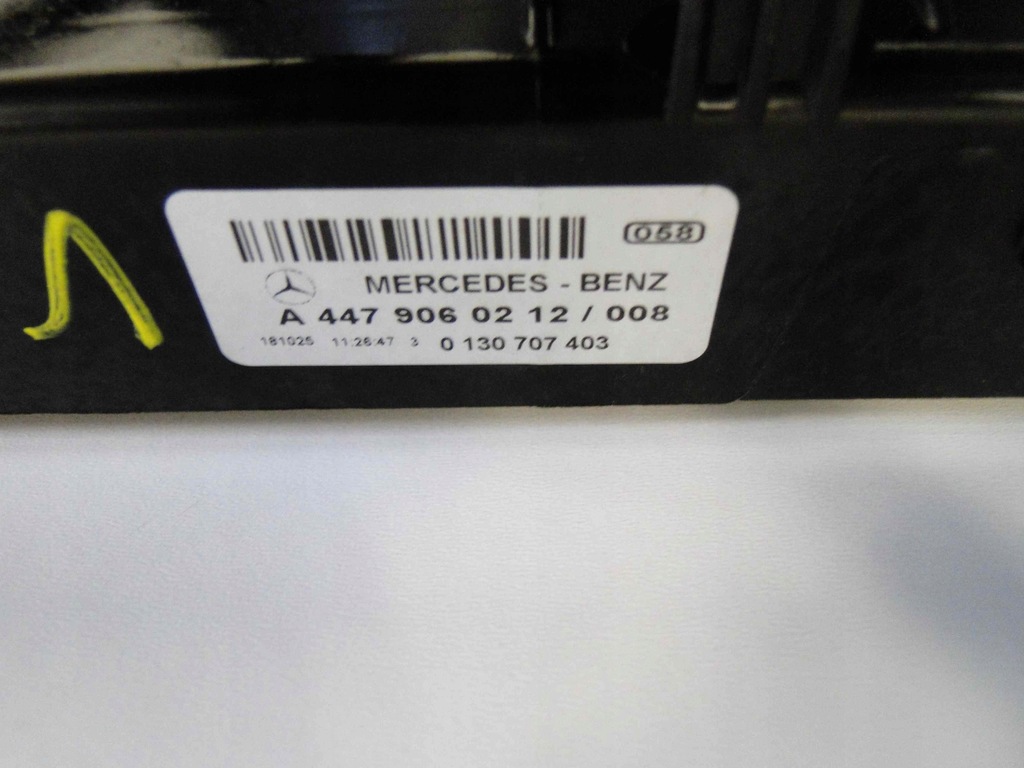 058
MERCEDES - BENZ
A 447 906 02 12 / 008
181025 11:26:47 3 0 130 707 403